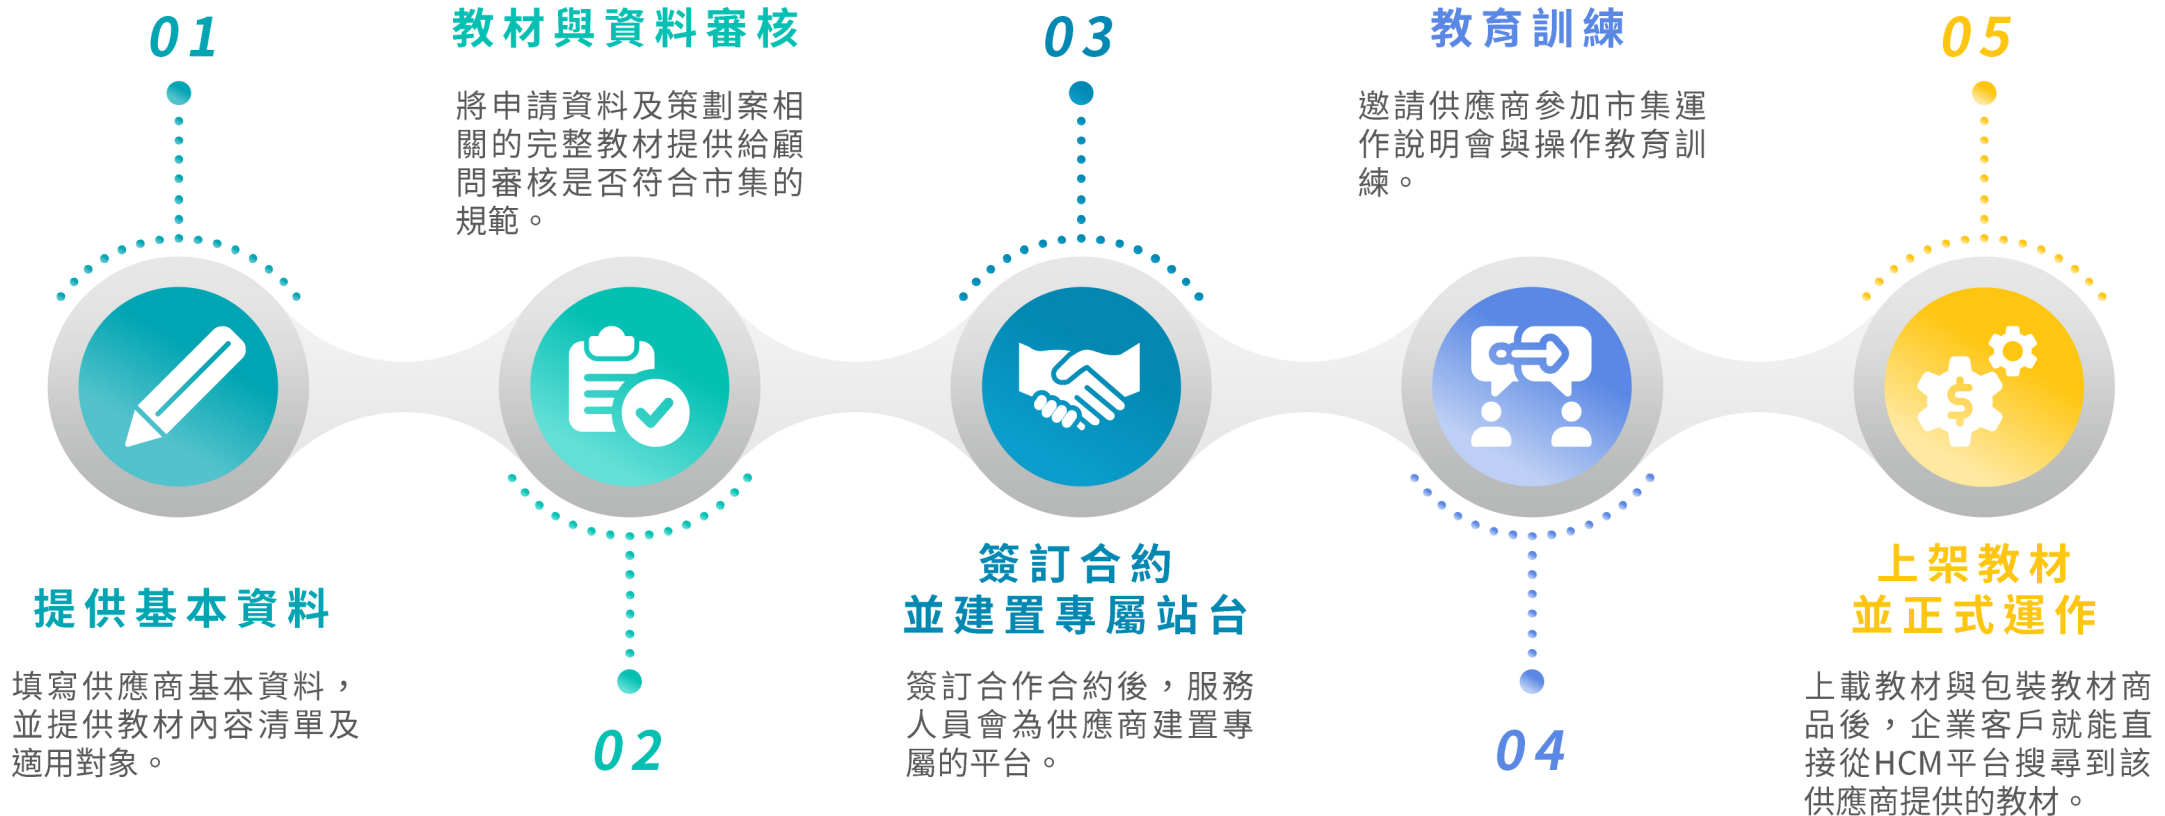 01
提供基本資料
填寫供應商基本資料，
並提供教材內容清單及
適用對象。
教材與資料審核
將申請資料及策劃案相
關的完整教材提供給顧
問審核是否符合市集的
規範。
02
03
簽訂合約
並建置專屬站台
簽訂合作合約後，服務
人員會為供應商建置專
屬的平台。
教育訓練
邀請供應商參加市集運
作說明會與操作教育訓
練。
04
05
上架教材
並正式運作
上載教材與包裝教材商
品後，企業客戶就能直
接從HCM平台搜尋到該
供應商提供的教材。
$